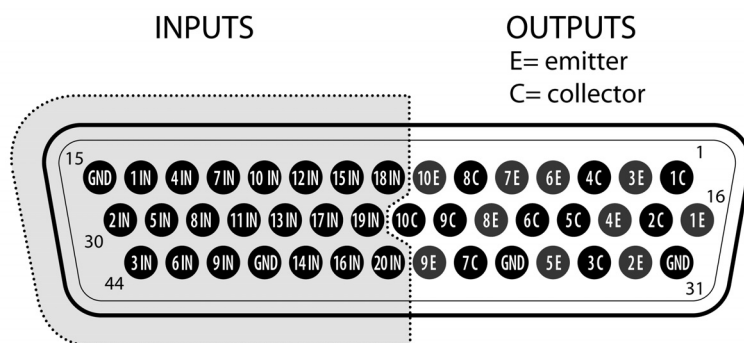 INPUTS
OUTPUTS
E= emitter
C= collector
15
1
GND 1IN 4IN 7IN 10IN 12IN 15IN 18IN 10E 8C 7E 6E 4C 3E 1C
16
2IN 5IN 8IN 11IN 13IN 17IN 19IN 10C 9C 8E 6C 5C 4E 2C 1E
30
3IN 6IN 9IN GND 14IN 16IN 20IN 9E 7C GND 5E 3C 2E GND
44
31